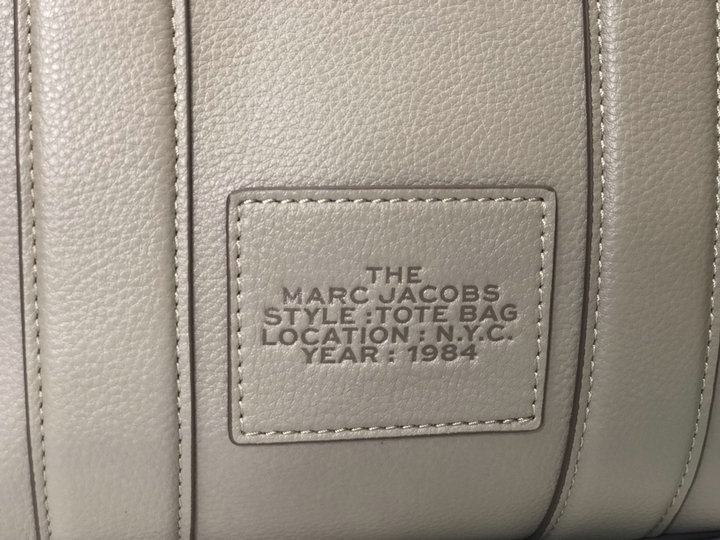 THE
MARC JACOBS
STYLE :TOTE BAG
LOCATION : N.Y.C.
YEAR : 1984